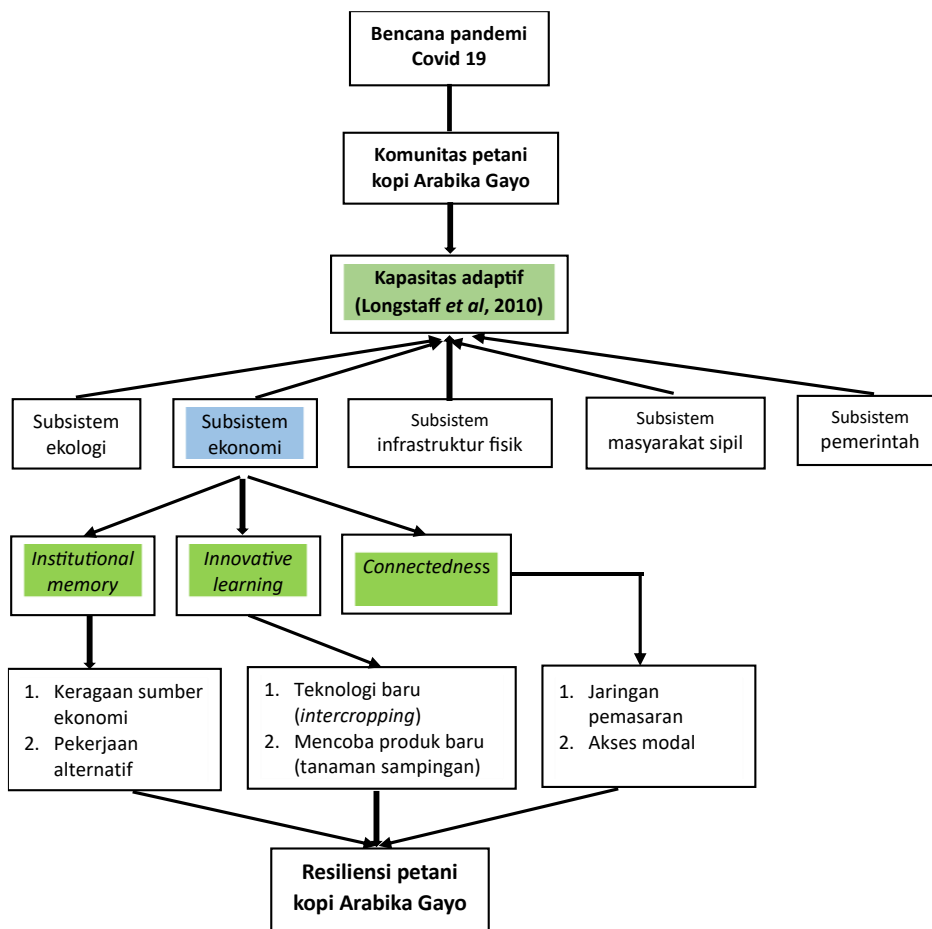 Bencana pandemi
Covid 19
Komunitas petani
kopi Arabika Gayo
Kapasitas adaptif
(Longstaff et al, 2010)
Subsistem
ekologi
Subsistem
ekonomi
Subsistem
infrastruktur fisik
Subsistem
masyarakat sipil
Subsistem
pemerintah
Institutional
memory
Innovative
learning
Connectedness
1. Keragaan sumber
ekonomi
2. Pekerjaan
alternatif
1. Teknologi baru
(intercropping)
2. Mencoba produk baru
(tanaman sampingan)
1. Jaringan
pemasaran
2. Akses modal
Resiliensi petani
kopi Arabika Gayo